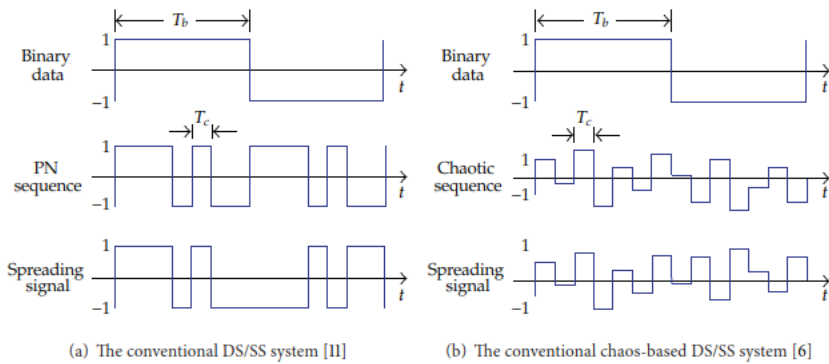 T_b
Binary data
1
−1
t
T_c
PN sequence
1
−1
t
Spreading signal
1
−1
t
(a) The conventional DS/SS system [11]
T_b
Binary data
1
−1
t
T_c
Chaotic sequence
1
−1
t
Spreading signal
1
−1
t
(b) The conventional chaos-based DS/SS system [6]